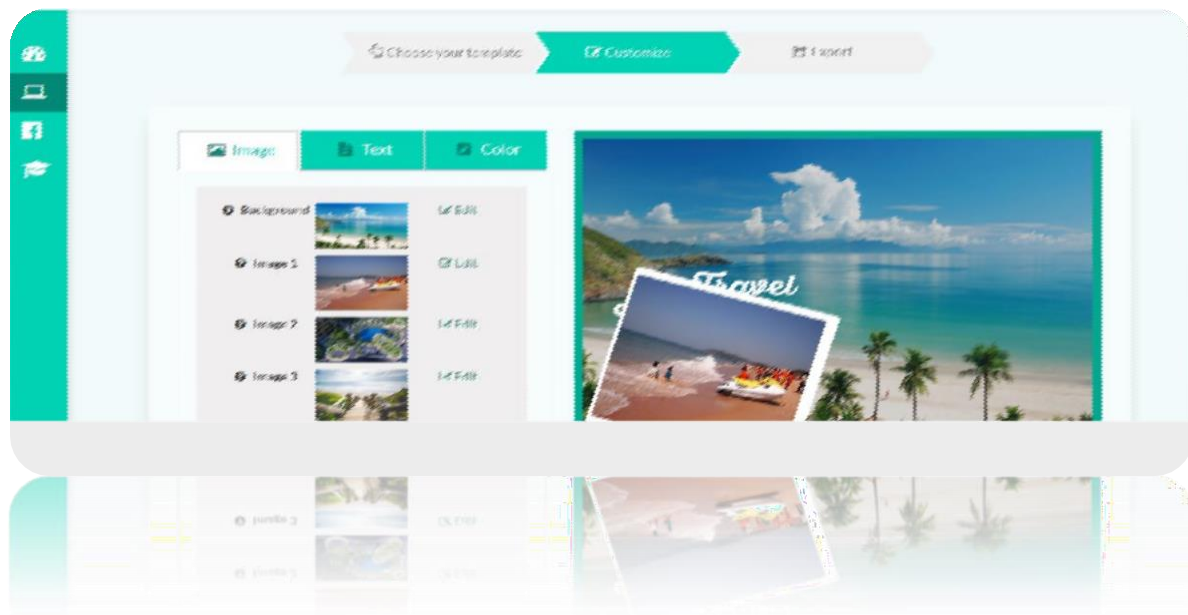 Choose your template
Customize
Export
Image
Text
Color
Background
Edit
Image 1
Edit
Image 2
Edit
Image 3
Edit
Travel